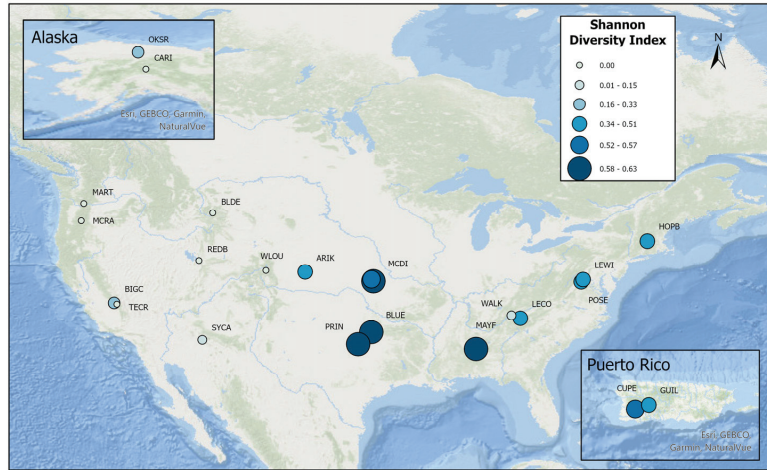 Alaska
OKSR
CARI
Esri, GEBCO, Garmin,
NaturalVue
Shannon
Diversity Index
0.00
0.01 - 0.15
0.16 - 0.33
0.34 - 0.51
0.52 - 0.57
0.58 - 0.63
N
MART
MCRA
BLDE
HOPB
REDB
WLOU
ARIK
MCDI
LEWI
POSE
BIGC
TECR
SYCA
PRIN
BLUE
WALK
LECO
MAYF
Puerto Rico
CUPE
GUIL
Esri, GEBCO,
Garmin, NaturalVue